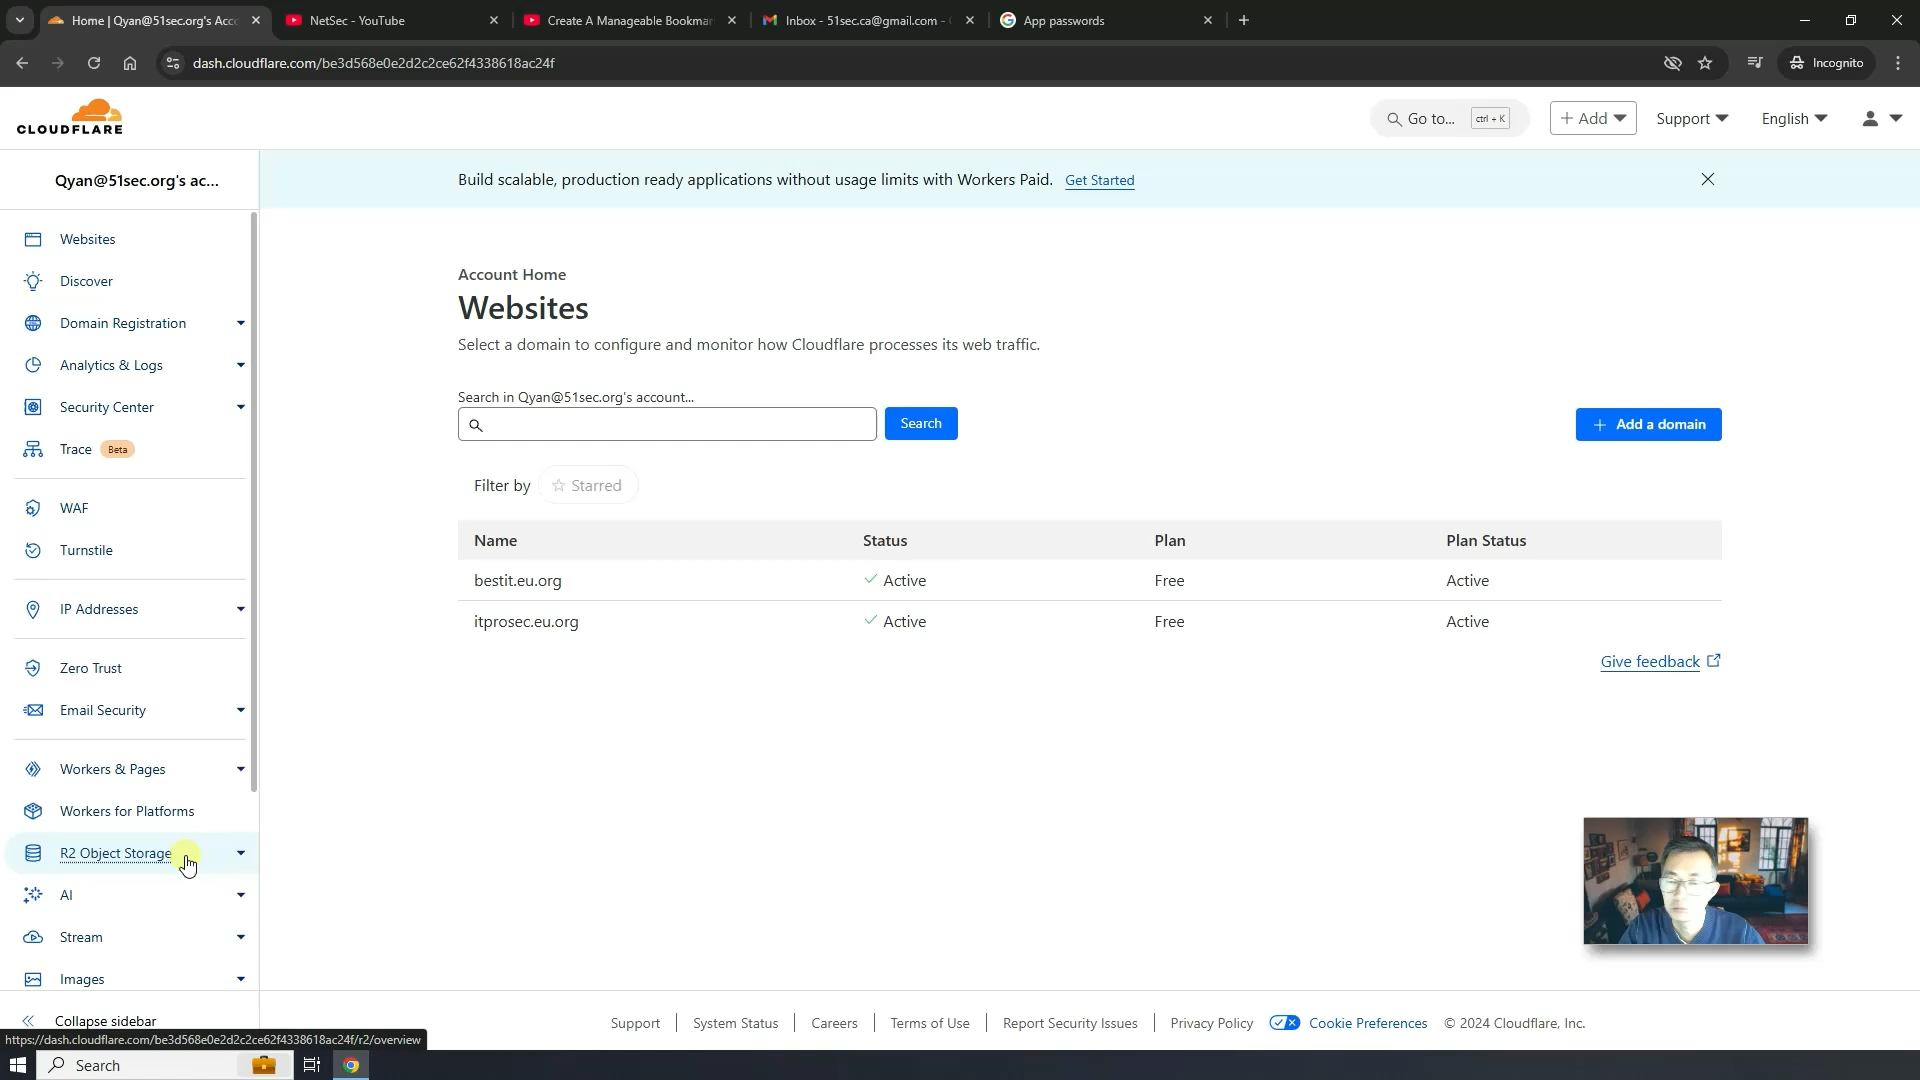 Home | Qyan@51sec.org's Acco
NetSec - YouTube
Create A Manageable Bookmar
Inbox - 51sec.ca@gmail.com -
App passwords
dash.cloudflare.com/be3d568e0e2d2c2ce62f4338618ac24f
Incognito
CLOUDFLARE
Go to... ctrl + K
+ Add
Support
English
Qyan@51sec.org's ac...
Build scalable, production ready applications without usage limits with Workers Paid. Get Started
Websites
Discover
Domain Registration
Analytics & Logs
Security Center
Trace Beta
WAF
Turnstile
IP Addresses
Zero Trust
Email Security
Workers & Pages
Workers for Platforms
R2 Object Storage
AI
Stream
Images
Collapse sidebar
Account Home
Websites
Select a domain to configure and monitor how Cloudflare processes its web traffic.
Search in Qyan@51sec.org's account...
Search
+ Add a domain
Filter by Starred
Name Status Plan Plan Status
bestit.eu.org Active Free Active
itprosec.eu.org Active Free Active
Give feedback
Support System Status Careers Terms of Use Report Security Issues Privacy Policy Cookie Preferences © 2024 Cloudflare, Inc.
https://dash.cloudflare.com/be3d568e0e2d2c2ce62f4338618ac24f/r2/overview
Search